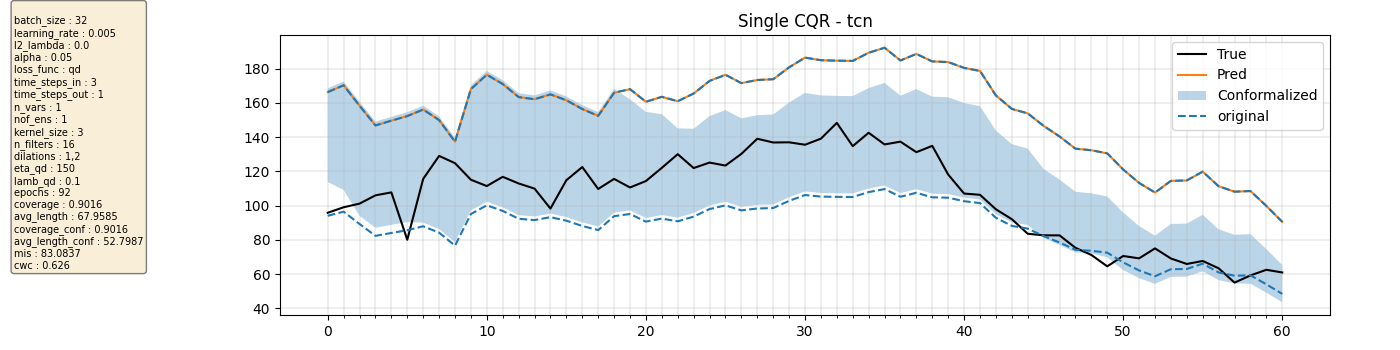 batch_size : 32
learning_rate : 0.005
l2_lambda : 0.0
alpha : 0.05
loss_func : qd
time_steps_in : 3
time_steps_out : 1
n_vars : 1
nof_ens : 1
kernel_size : 3
n_filters : 16
dilations : 1,2
eta_qd : 150
lamb_qd : 0.1
epochs : 92
coverage : 0.9016
avg_length : 67.9585
coverage_conf : 0.9016
avg_length_conf : 52.7987
mis : 83.0837
cwc : 0.626
Single CQR - tcn
True
Pred
Conformalized
original
180
160
140
120
100
80
60
40
0 10 20 30 40 50 60